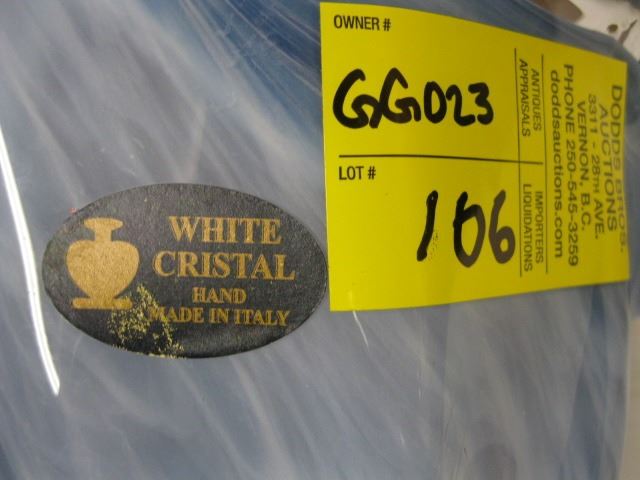 WHITE
CRISTAL
HAND
MADE IN ITALY
OWNER #
GGD23
LOT #
106
ANTIQUES
APPRAISALS
IMPORTERS
LIQUIDATIONS
DODDS BROS.
AUCTIONS
3311 - 28TH AVE.
VERNON, B.C.
PHONE 250-545-3259
doddsauctions.com